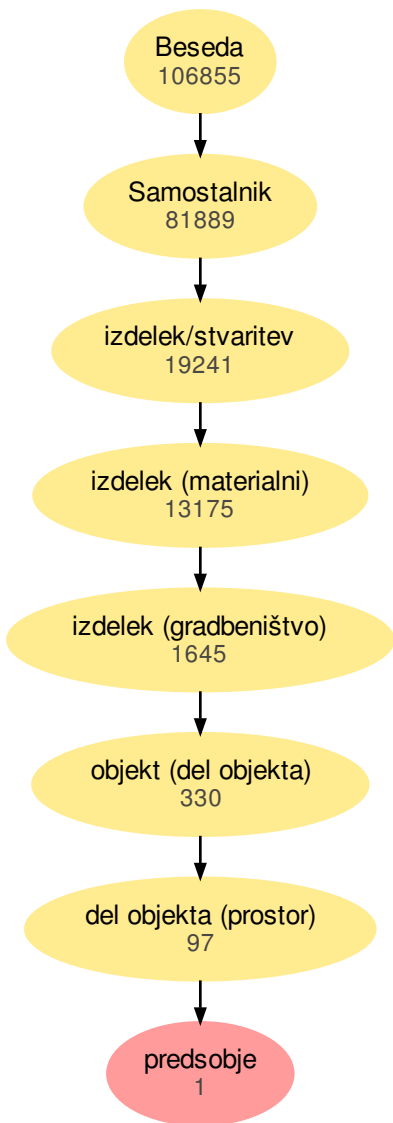 Beseda
106855
Samostalnik
81889
izdelek/stvaritev
19241
izdelek (materialni)
13175
izdelek (gradbeništvo)
1645
objekt (del objekta)
330
del objekta (prostor)
97
predsobje
1